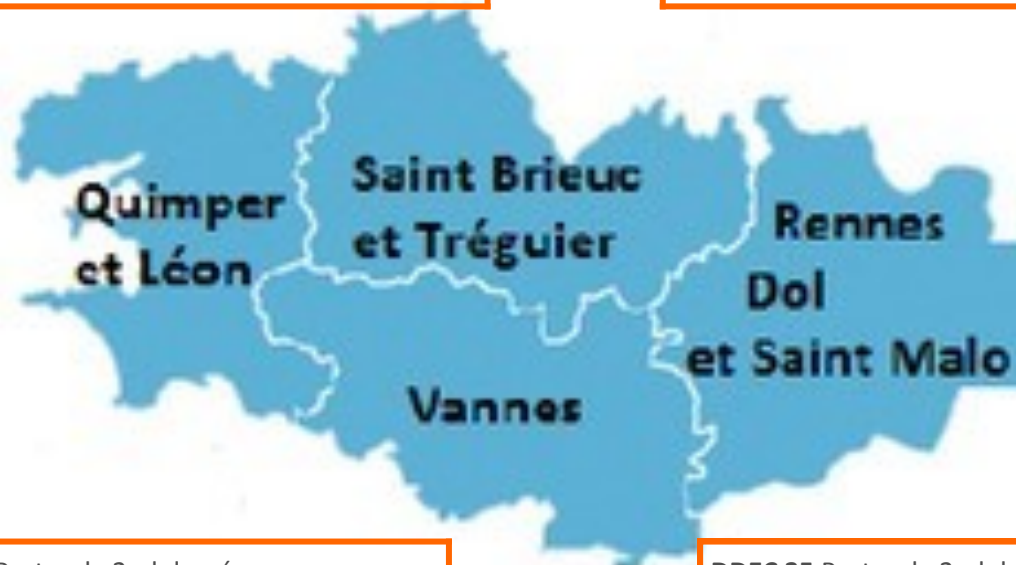 Saint Brieuc
et Tréguier
Quimper
et Léon
Rennes
Dol
et Saint Malo
Vannes